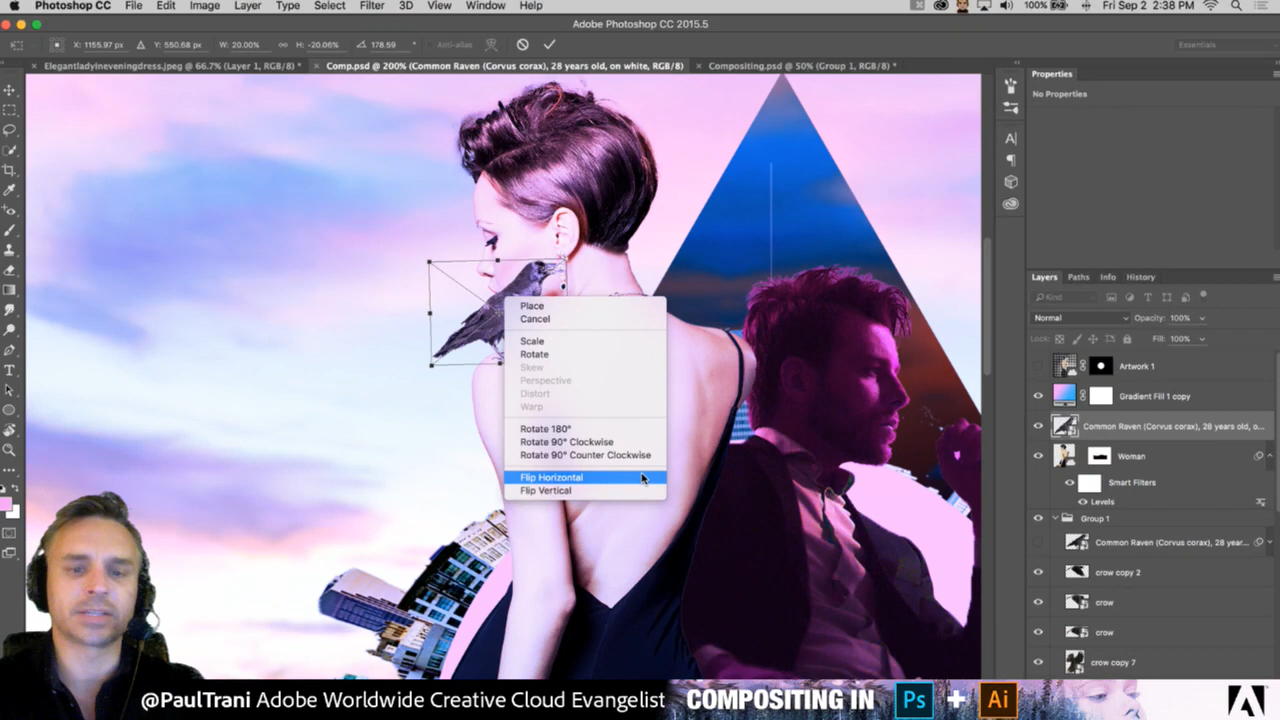 Photoshop CC File Edit Image Layer Type Select Filter 3D View Window Help 100% Fri Sep 2 2:38 PM
Adobe Photoshop CC 2015.5
X: 1155.97 px Y: 550.68 px W: 20.00% H: -20.06% 178.59 ° Anti-alias Essentials
Elegantladyineveningdress.jpeg @ 66.7% (Layer 1, RGB/8) * Comp.psd @ 200% (Common Raven (Corvus corax), 28 years old, on white, RGB/8) Compositing.psd @ 50% (Group 1, RGB/8) *
Properties
No Properties
Place
Cancel
Scale
Rotate
Skew
Perspective
Distort
Warp
Rotate 180°
Rotate 90° Clockwise
Rotate 90° Counter Clockwise
Flip Horizontal
Flip Vertical
Layers Paths Info History
Kind
Normal Opacity: 100%
Lock: Fill: 100%
Artwork 1
Gradient Fill 1 copy
Common Raven (Corvus corax), 28 years old, o...
Woman
Smart Filters
Levels
Group 1
Common Raven (Corvus corax), 28 year...
crow copy 2
crow
crow
crow copy 7
@PaulTrani Adobe Worldwide Creative Cloud Evangelist COMPOSITING IN Ps + Ai